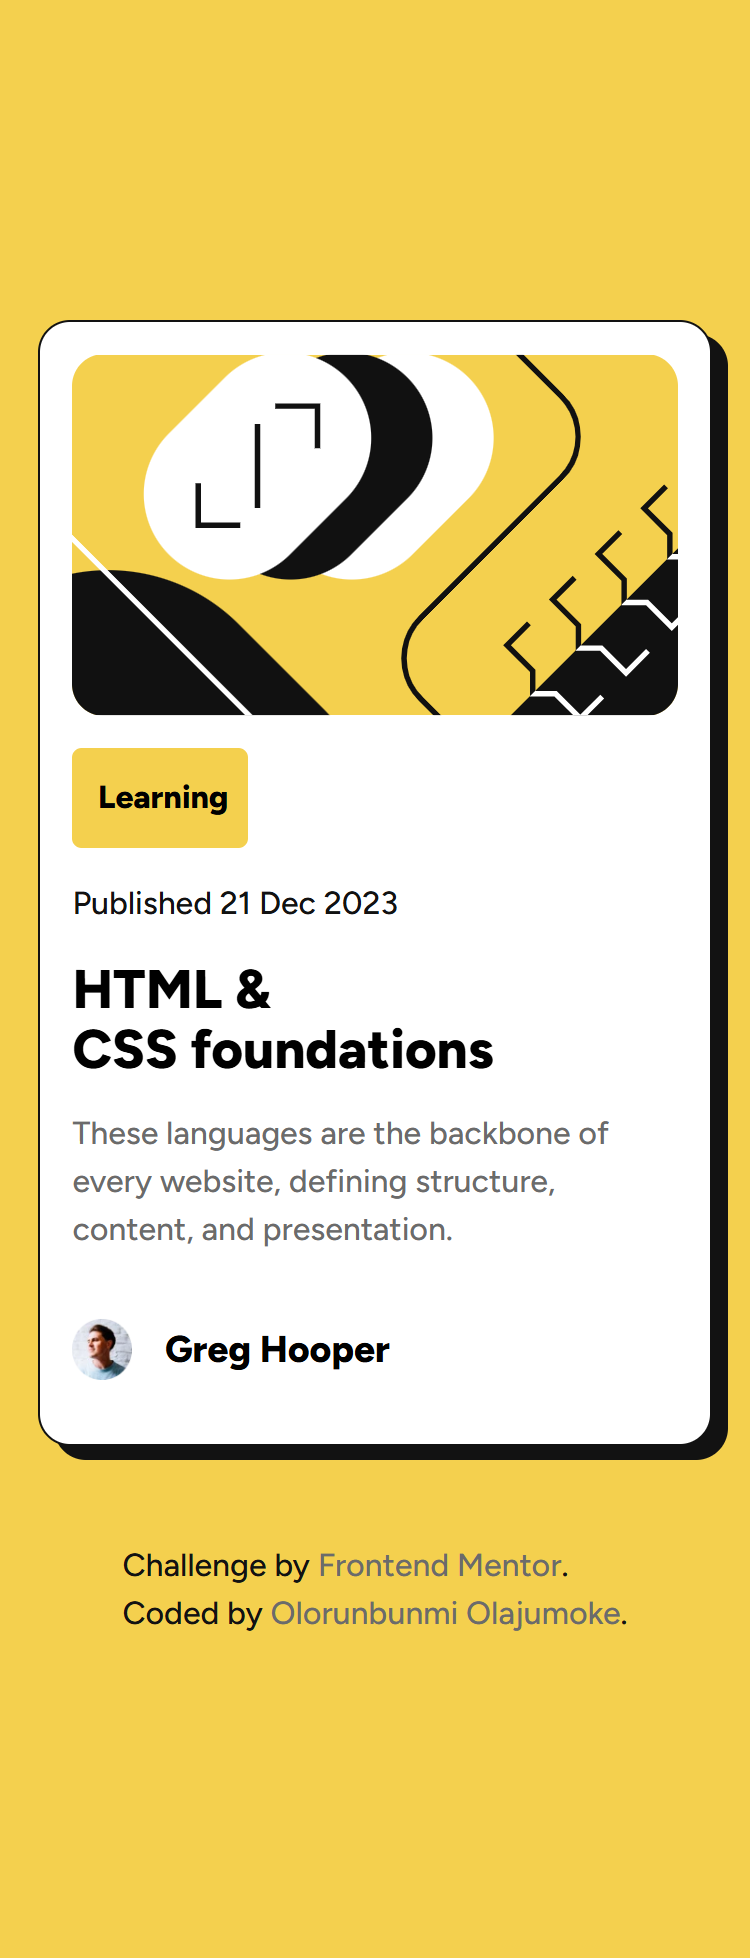 Learning
Published 21 Dec 2023
HTML &
CSS foundations
These languages are the backbone of
every website, defining structure,
content, and presentation.
Greg Hooper
Challenge by Frontend Mentor.
Coded by Olorunbunmi Olajumoke.